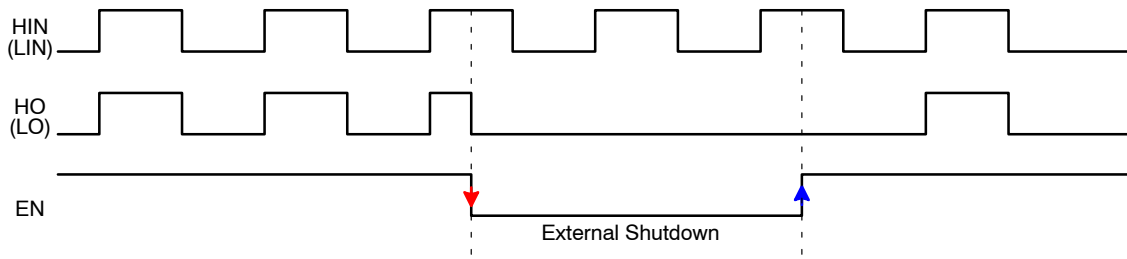 HIN
(LIN)
HO
(LO)
EN
External Shutdown